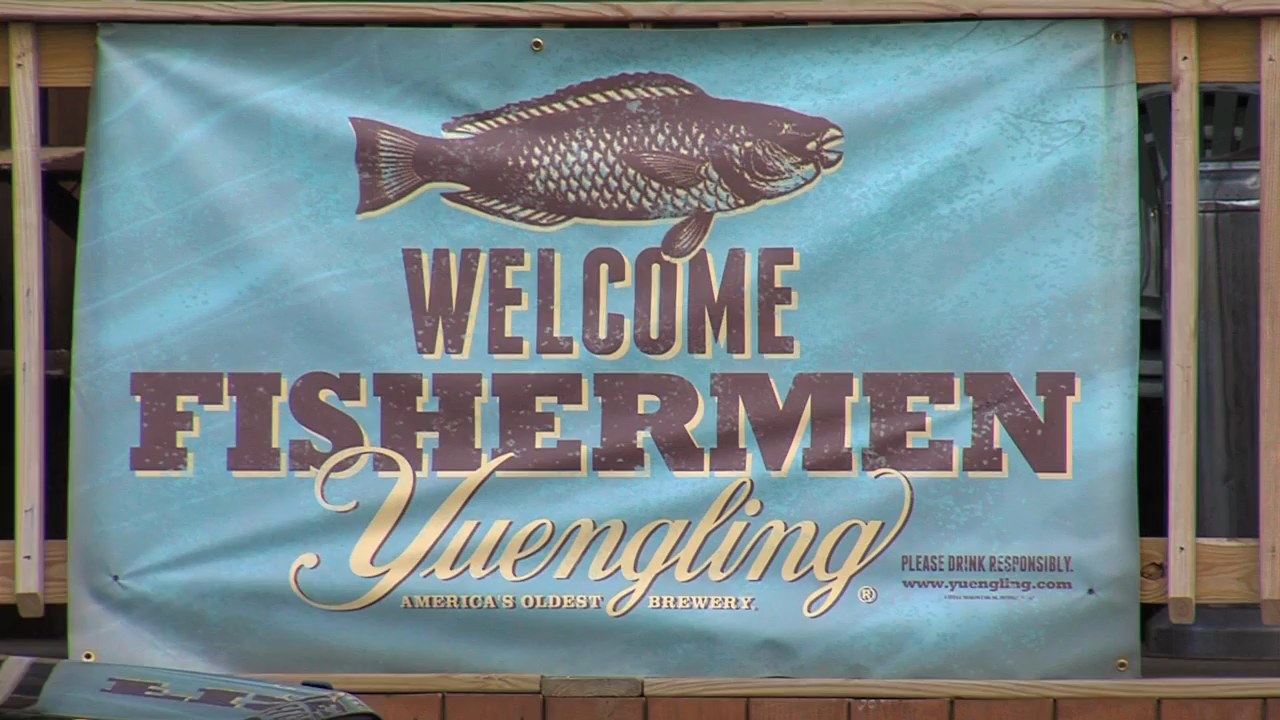 WELCOME
FISHERMEN
Yuengling®
AMERICA'S OLDEST BREWERY.
PLEASE DRINK RESPONSIBLY.
www.yuengling.com